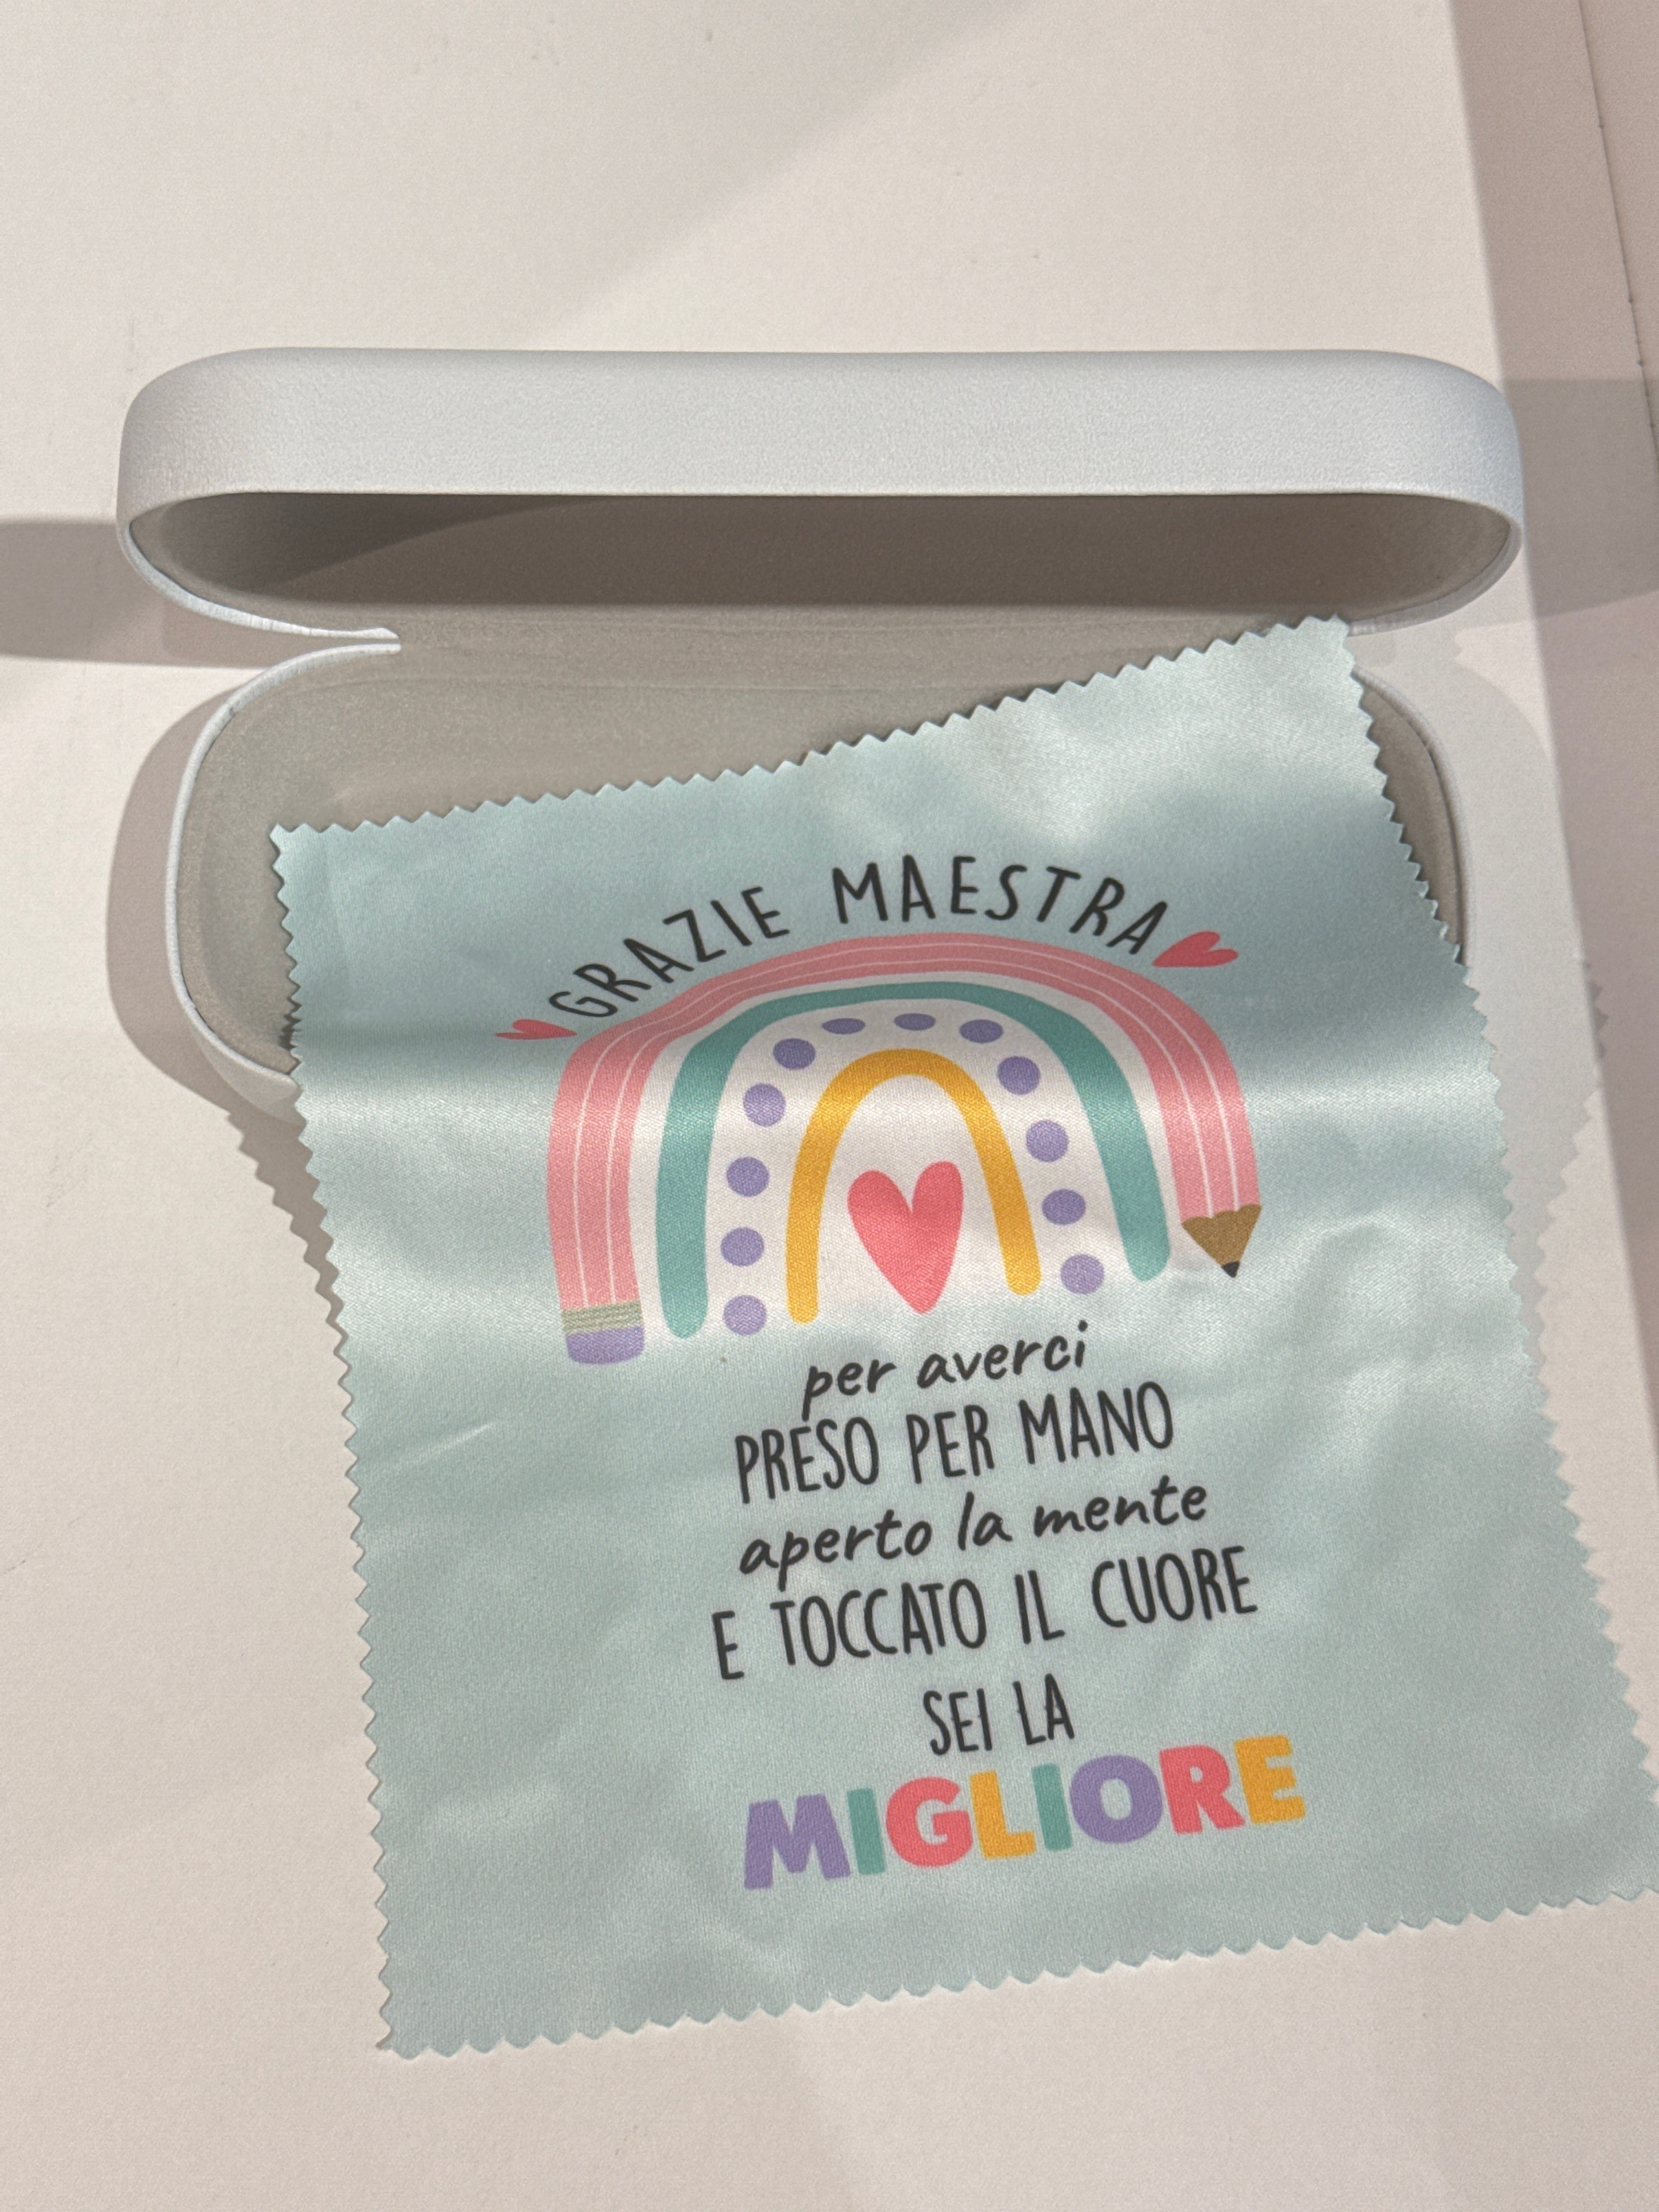 GRAZIE MAESTRA
per averci
PRESO PER MANO
aperto la mente
E TOCCATO IL CUORE
SEI LA
MIGLIORE